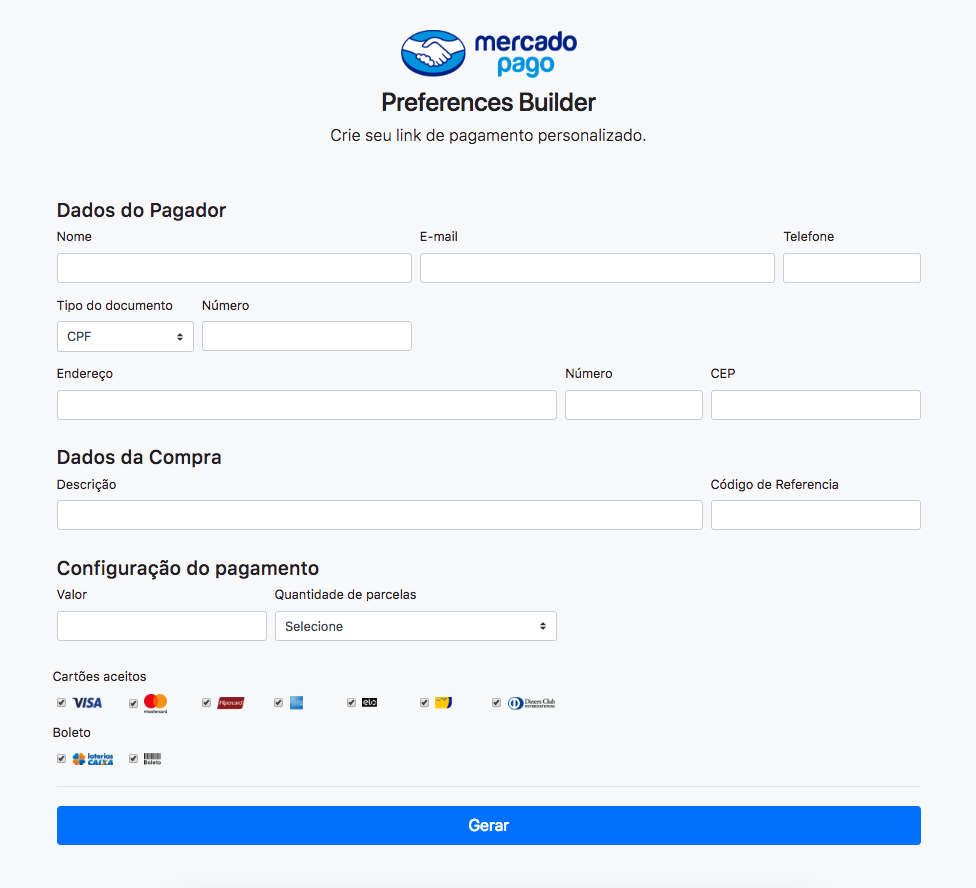 mercado
pago
Preferences Builder
Crie seu link de pagamento personalizado.
Dados do Pagador
Nome E-mail Telefone
Tipo do documento Número
CPF
Endereço Número CEP
Dados da Compra
Descrição Código de Referencia
Configuração do pagamento
Valor Quantidade de parcelas
Selecione
Cartões aceitos
VISA mastercard Hipercard elo Diners Club
INTERNATIONAL
Boleto
loterias
CAIXA Boleto
Gerar